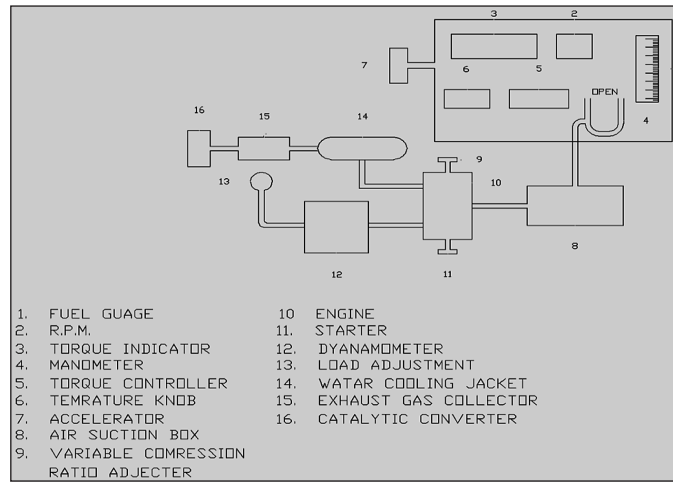 3 2
7 6 5
OPEN
4
16 15 14
13 9
10
8
12 11
1. FUEL GUAGE
2. R.P.M.
3. TORQUE INDICATOR
4. MANOMETER
5 TORQUE CONTROLLER
6. TEMRATURE KNOB
7. ACCELERATOR
8. AIR SUCTION BOX
9. VARIABLE COMRESSION
RATIO ADJECTER
10 ENGINE
11. STARTER
12. DYANAMOMETER
13. LOAD ADJUSTMENT
14. WATAR COOLING JACKET
15. EXHAUST GAS COLLECTOR
16. CATALYTIC CONVERTER